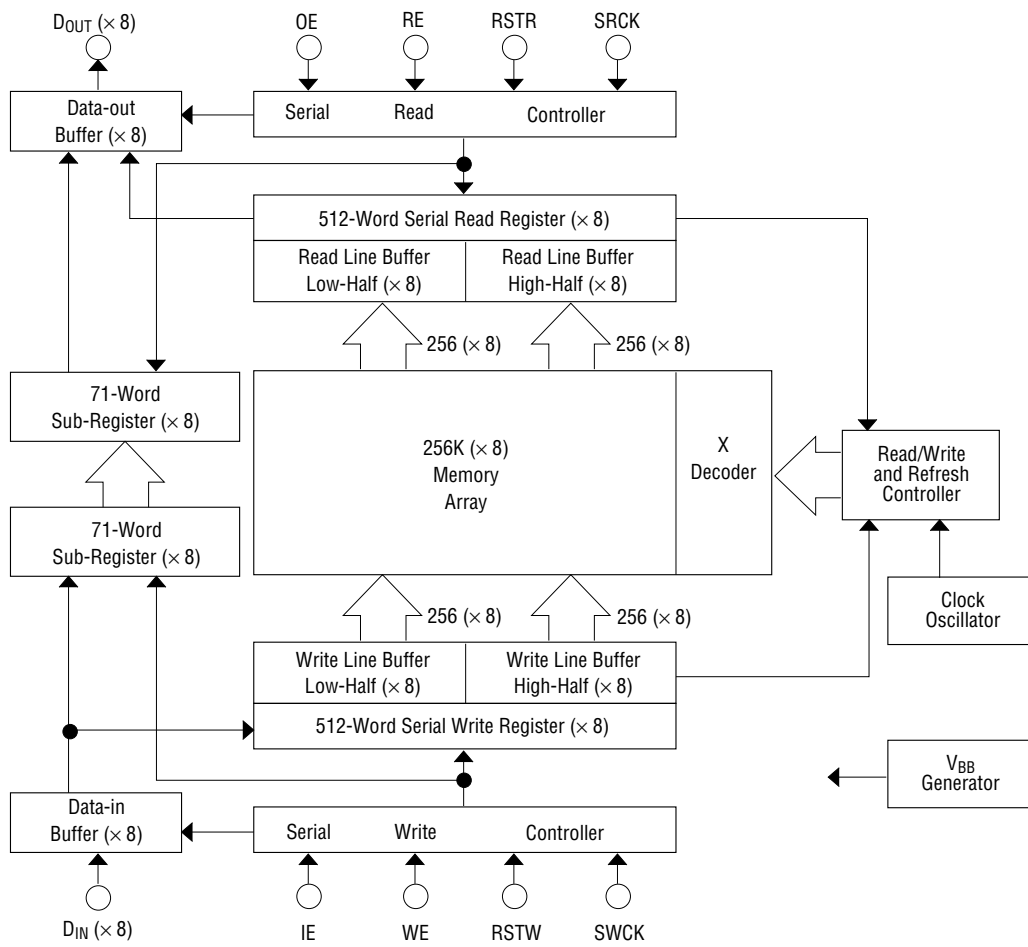 DOUT (× 8)
OE
RE
RSTR
SRCK
Data-out
Buffer (× 8)
Serial Read Controller
512-Word Serial Read Register (× 8)
Read Line Buffer
Low-Half (× 8)
Read Line Buffer
High-Half (× 8)
256 (× 8)
256 (× 8)
71-Word
Sub-Register (× 8)
256K (× 8)
Memory
Array
X
Decoder
Read/Write
and Refresh
Controller
71-Word
Sub-Register (× 8)
256 (× 8)
256 (× 8)
Clock
Oscillator
Write Line Buffer
Low-Half (× 8)
Write Line Buffer
High-Half (× 8)
512-Word Serial Write Register (× 8)
VBB
Generator
Data-in
Buffer (× 8)
Serial Write Controller
DIN (× 8)
IE
WE
RSTW
SWCK